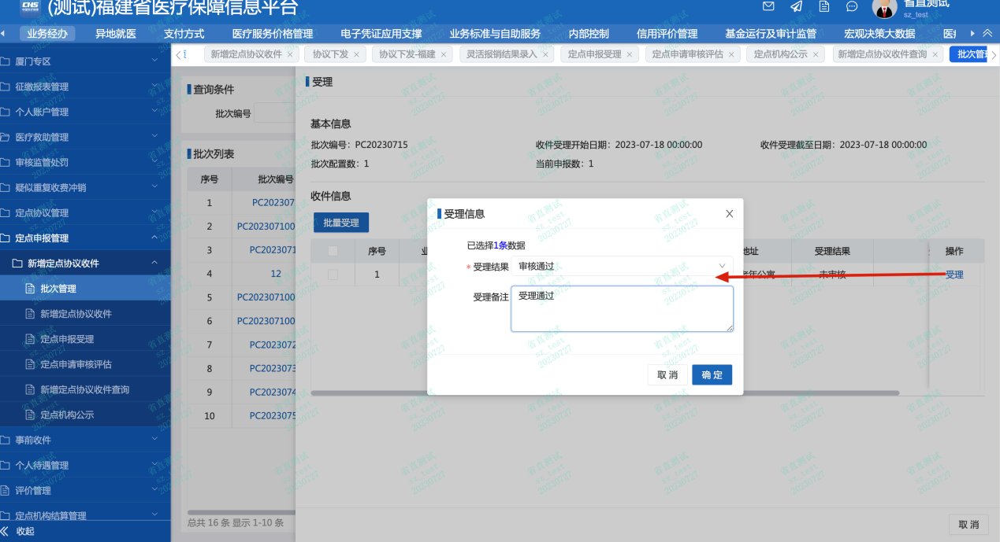 CHS
(测试)福建省医疗保障信息平台
省直测试
sz_test
业务经办 异地就医 支付方式 医疗服务价格管理 电子凭证应用支撑 业务标准与自助服务 内部控制 信用评价管理 基金运行及审计监管 宏观决策大数据 医
新增定点协议收件 × 协议下发 × 协议下发-福建 × 灵活报销结果录入 × 定点申报受理 × 定点申请审核评估 × 定点机构公示 × 新增定点协议收件查询 × 批次管理
厦门专区
征缴报表管理
个人账户管理
医疗救助管理
审核监管处罚
疑似重复收费冲销
定点协议管理
定点申报管理
新增定点协议收件
批次管理
新增定点协议收件
定点申报受理
定点申请审核评估
新增定点协议收件查询
定点机构公示
事前收件
个人待遇管理
评价管理
定点机构结算管理
收起
查询条件
批次编号
批次列表
序号 批次编号
1 PC202307
2 PC202307100
3 PC2023071
4 12
5 PC202307100
6 PC202307100
7 PC2023072
8 PC2023073
9 PC2023074
10 PC2023075
总共 16 条 显示 1-10 条
受理
基本信息
批次编号：PC20230715 收件受理开始日期：2023-07-18 00:00:00 收件受理截至日期：2023-07-18 00:00:00
批次配置数：1 当前申报数：1
收件信息
批量受理
序号 业 地址 受理结果 操作
1 老年公寓 未审核 受理
受理信息
已选择1条数据
* 受理结果 审核通过
受理备注 受理通过
取 消 确 定
取 消
省直测试
sz_test
20230727